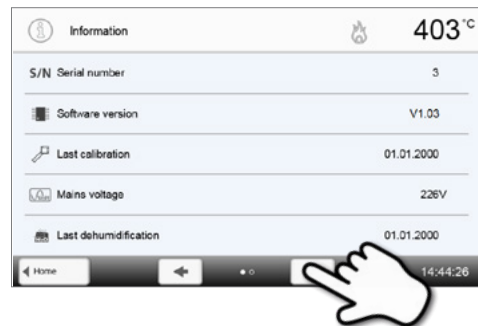 Information 403°C
S/N Serial number 3
Software version V1.03
Last calibration 01.01.2000
Mains voltage 226V
Last dehumidification 01.01.2000
Home 14:44:26